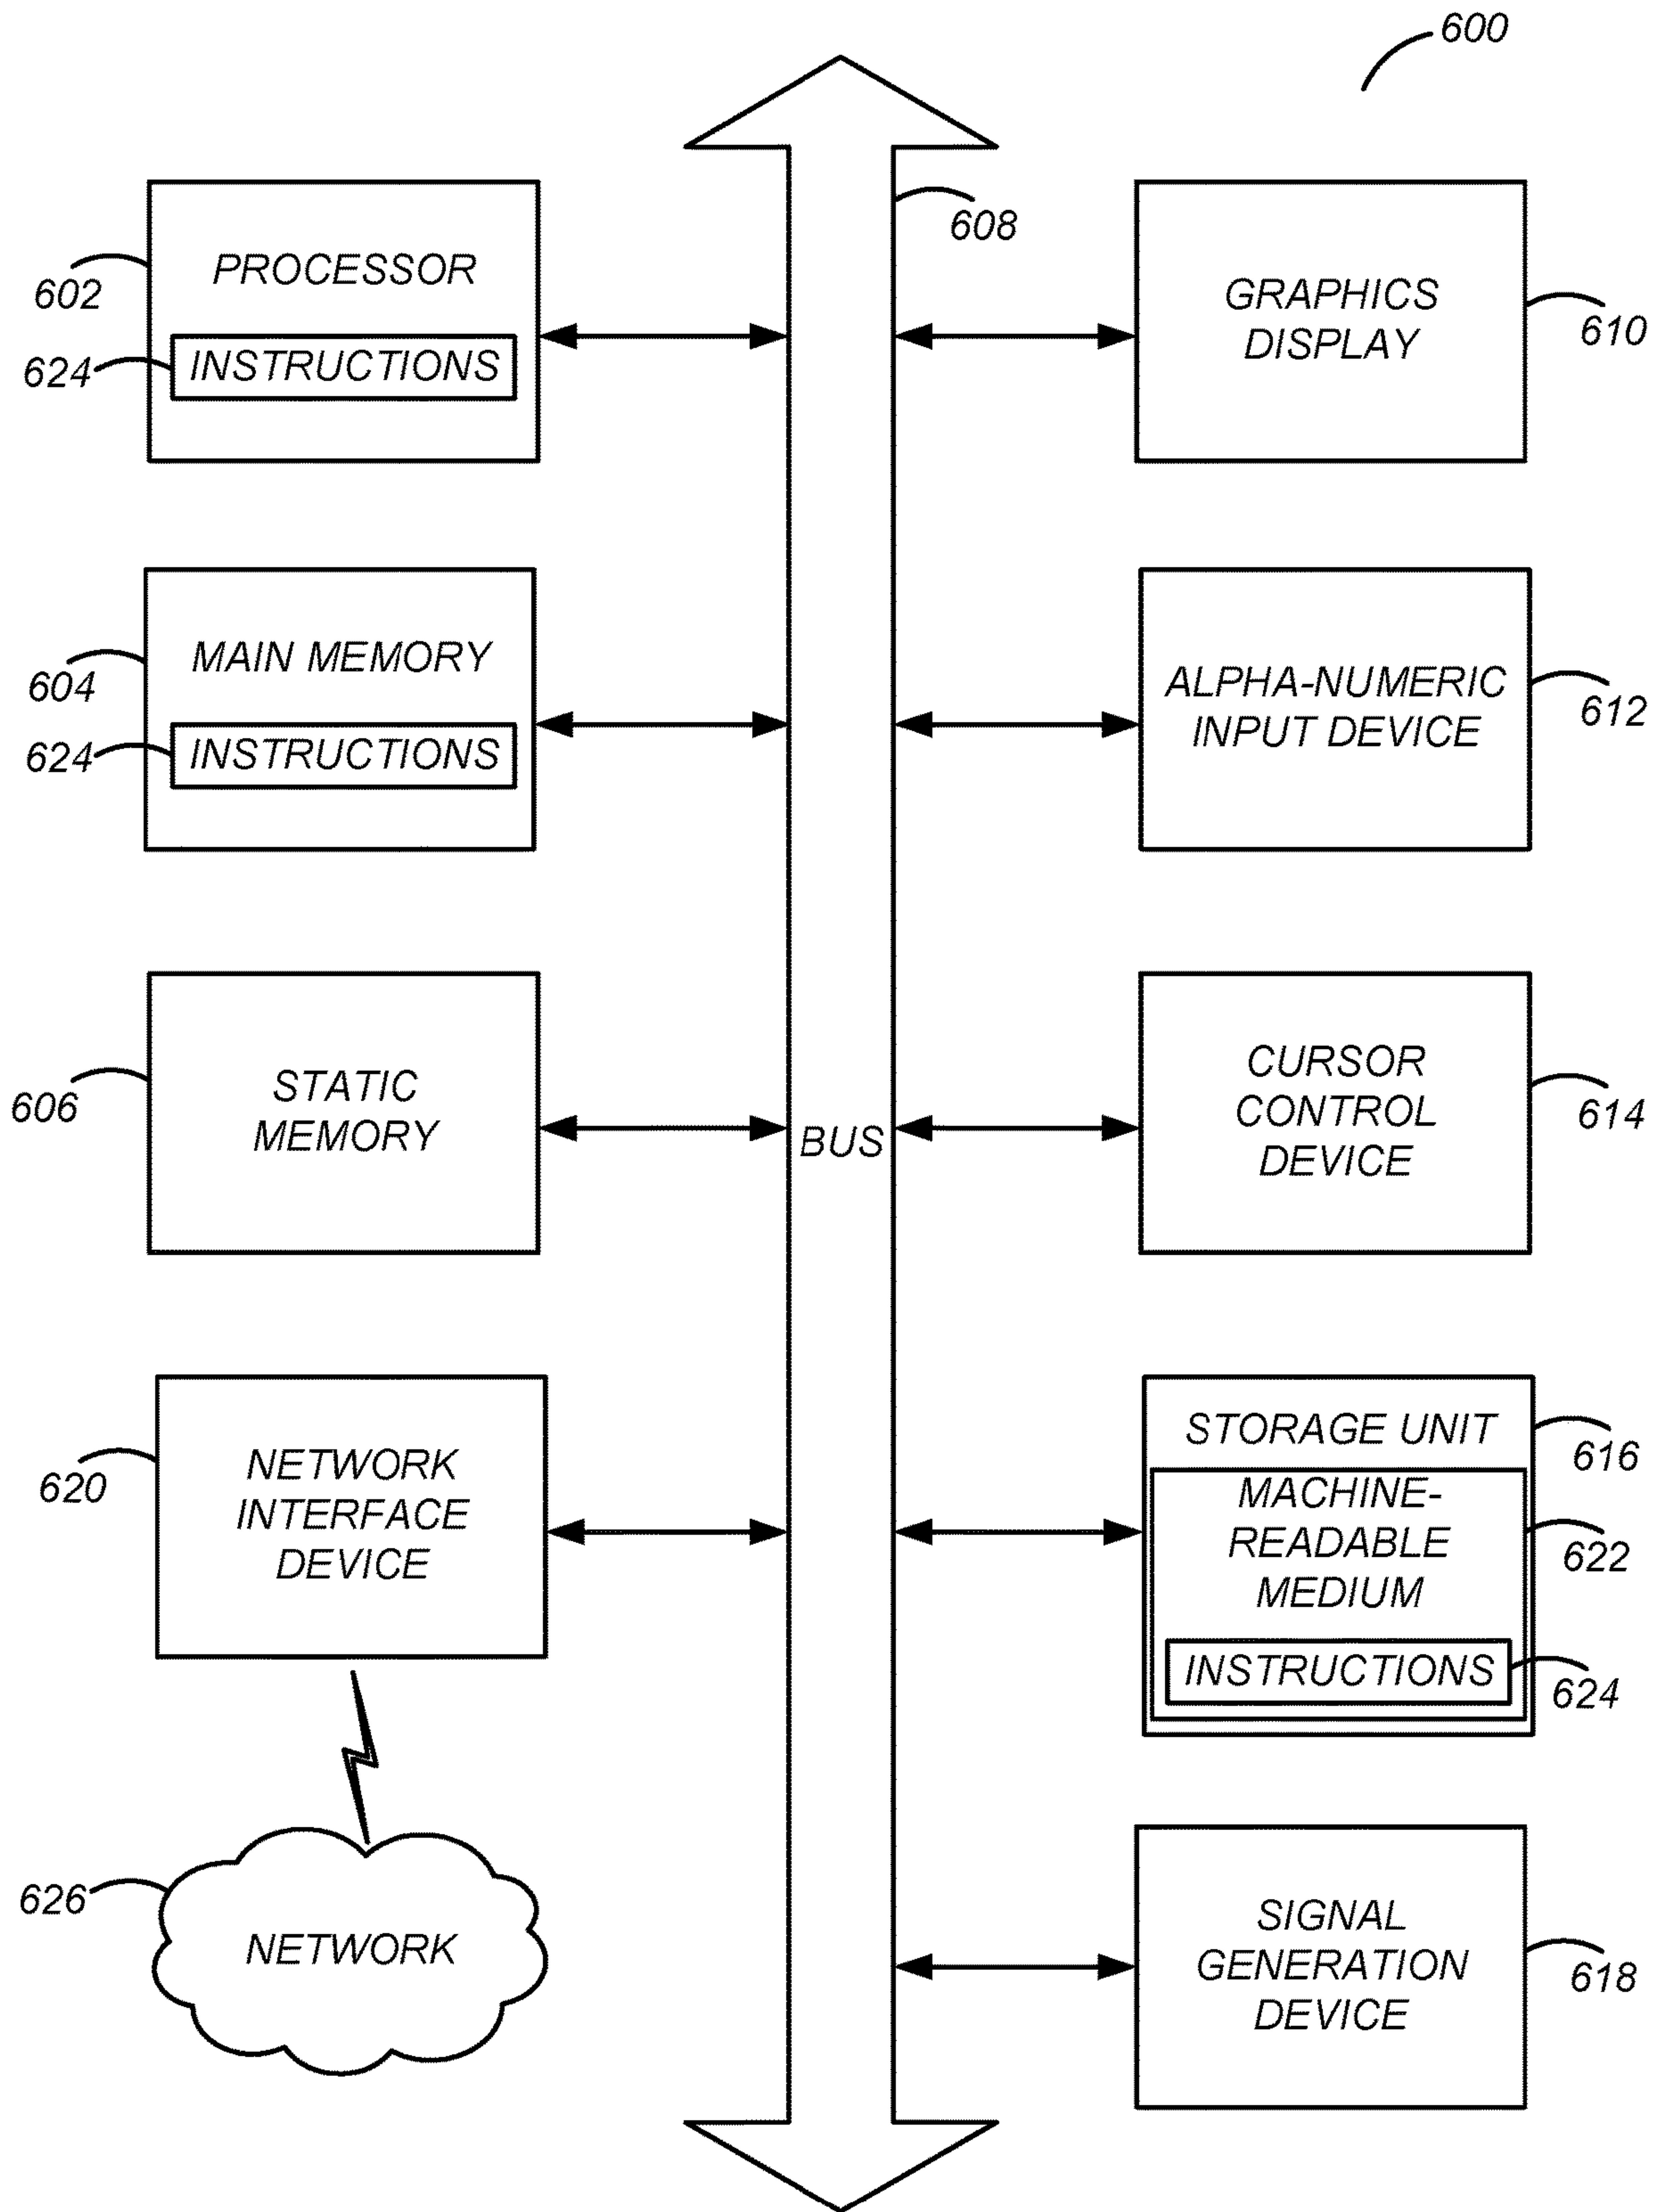 600
608
PROCESSOR
602
INSTRUCTIONS
624
GRAPHICS
DISPLAY
610
MAIN MEMORY
604
INSTRUCTIONS
624
ALPHA-NUMERIC
INPUT DEVICE
612
STATIC
MEMORY
606
BUS
CURSOR
CONTROL
DEVICE
614
NETWORK
INTERFACE
DEVICE
620
STORAGE UNIT
616
MACHINE-
READABLE
MEDIUM
622
INSTRUCTIONS
624
626
NETWORK
SIGNAL
GENERATION
DEVICE
618